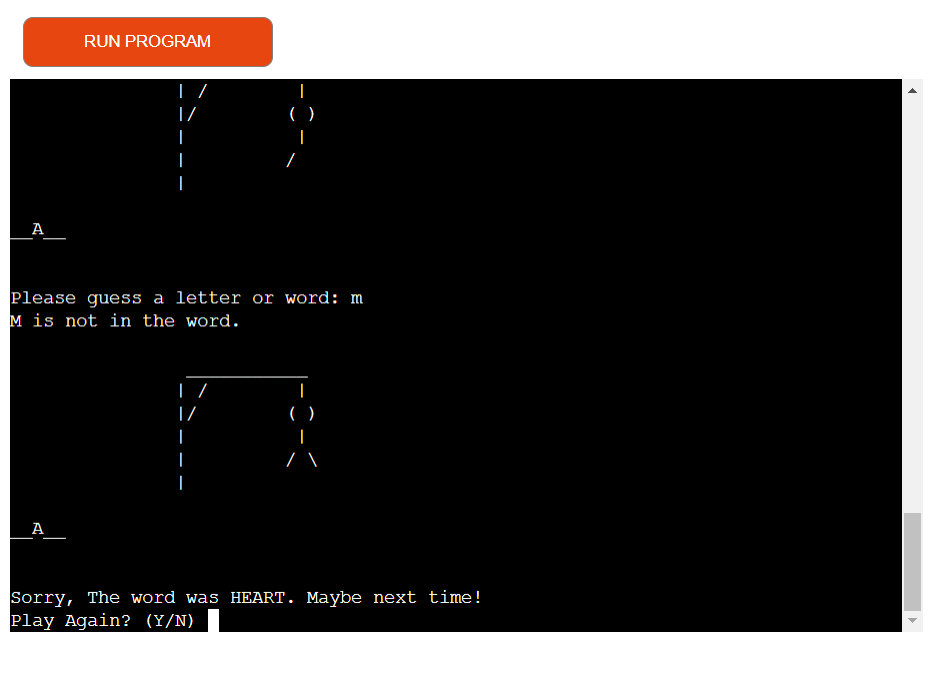 RUN PROGRAM
__A__
Please guess a letter or word: m
M is not in the word.
__A__
Sorry, The word was HEART. Maybe next time!
Play Again? (Y/N)